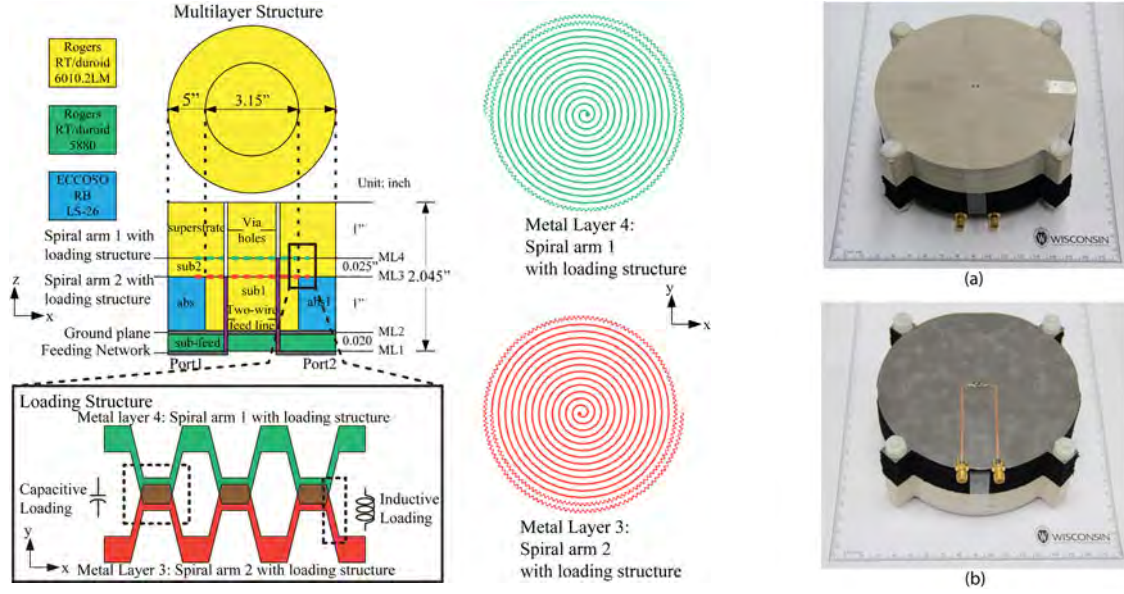 Multilayer Structure
Rogers
RT/duroid
6010.2LM
Rogers
RT/duroid
5880
ECCOSO
RB
LS-26
5”
3.15”
Unit: inch
superstrate
Via
holes
1”
Spiral arm 1 with
loading structure
ML4
sub2
0.025”
2.045”
Spiral arm 2 with
loading structure
ML3
sub1
abs
abs1
1”
Two-wire
feed line
Ground plane
ML2
sub-feed
0.020
Feeding Network
ML1
Port1
Port2
z
x
Loading Structure
Metal layer 4: Spiral arm 1 with loading structure
Capacitive
Loading
Inductive
Loading
y
x
Metal Layer 3: Spiral arm 2 with loading structure
Metal Layer 4:
Spiral arm 1
with loading structure
y
x
Metal Layer 3:
Spiral arm 2
with loading structure
WISCONSIN
(a)
WISCONSIN
(b)